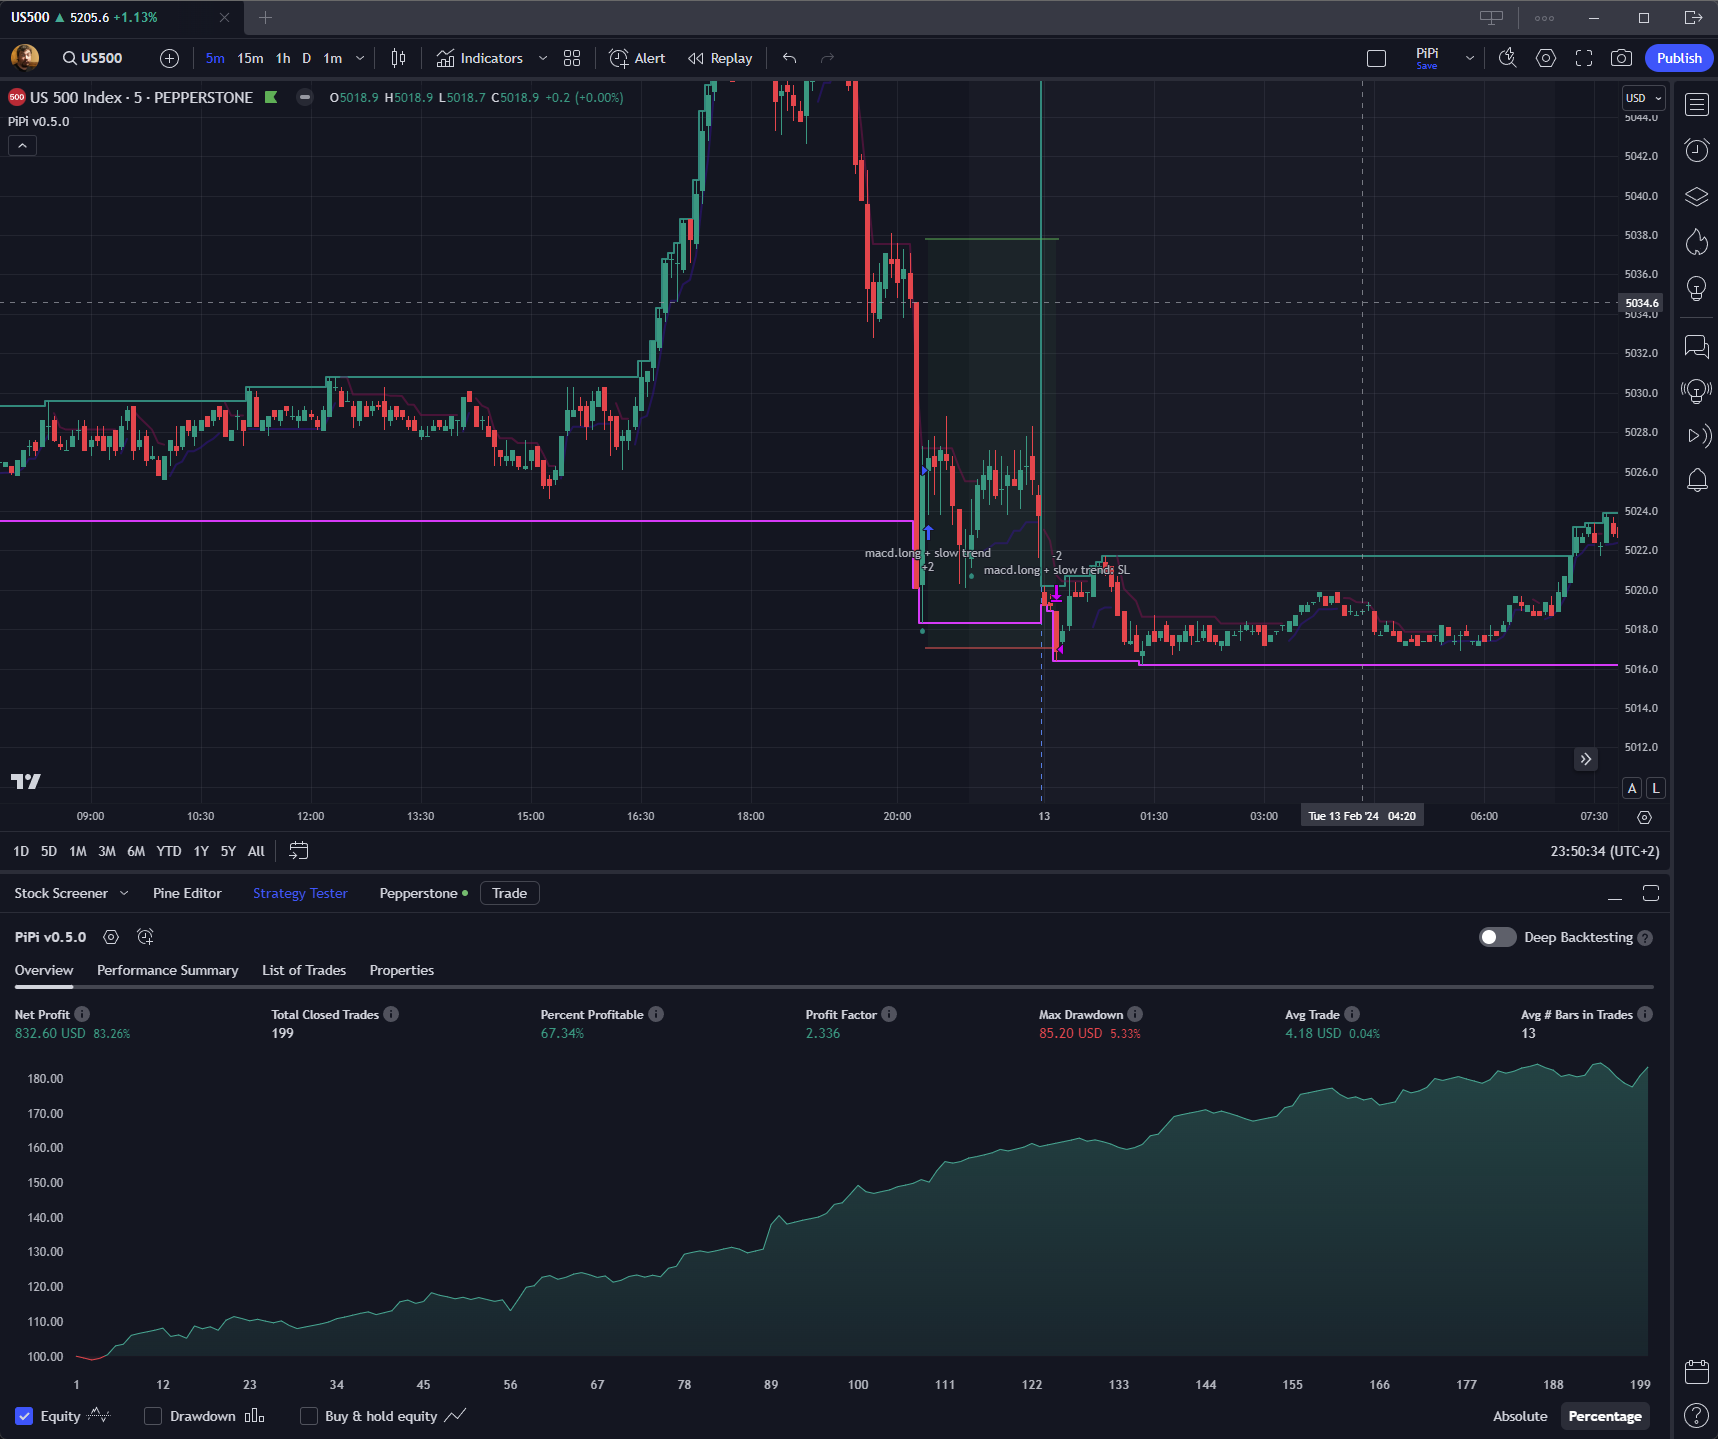 US500 ▲ 5205.6 +1.13%
US500 5m 15m 1h D 1m Indicators Alert Replay PiPi Save Publish
500 US 500 Index · 5 · PEPPERSTONE O5018.9 H5018.9 L5018.7 C5018.9 +0.2 (+0.00%) USD
PiPi v0.5.0
5044.0
5042.0
5040.0
5038.0
5036.0
5034.6
5034.0
5032.0
5030.0
5028.0
5026.0
5024.0
5022.0
5020.0
5018.0
5016.0
5014.0
5012.0
macd.long + slow trend
+2
-2
macd.long + slow trend: SL
A L
09:00 10:30 12:00 13:30 15:00 16:30 18:00 20:00 13 01:30 03:00 Tue 13 Feb '24 04:20 06:00 07:30
1D 5D 1M 3M 6M YTD 1Y 5Y All 23:50:34 (UTC+2)
Stock Screener Pine Editor Strategy Tester Pepperstone Trade
PiPi v0.5.0 Deep Backtesting ?
Overview Performance Summary List of Trades Properties
Net Profit Total Closed Trades Percent Profitable Profit Factor Max Drawdown Avg Trade Avg # Bars in Trades
832.60 USD 83.26% 199 67.34% 2.336 85.20 USD 5.33% 4.18 USD 0.04% 13
180.00
170.00
160.00
150.00
140.00
130.00
120.00
110.00
100.00
1 12 23 34 45 56 67 78 89 100 111 122 133 144 155 166 177 188 199
Equity Drawdown Buy & hold equity Absolute Percentage